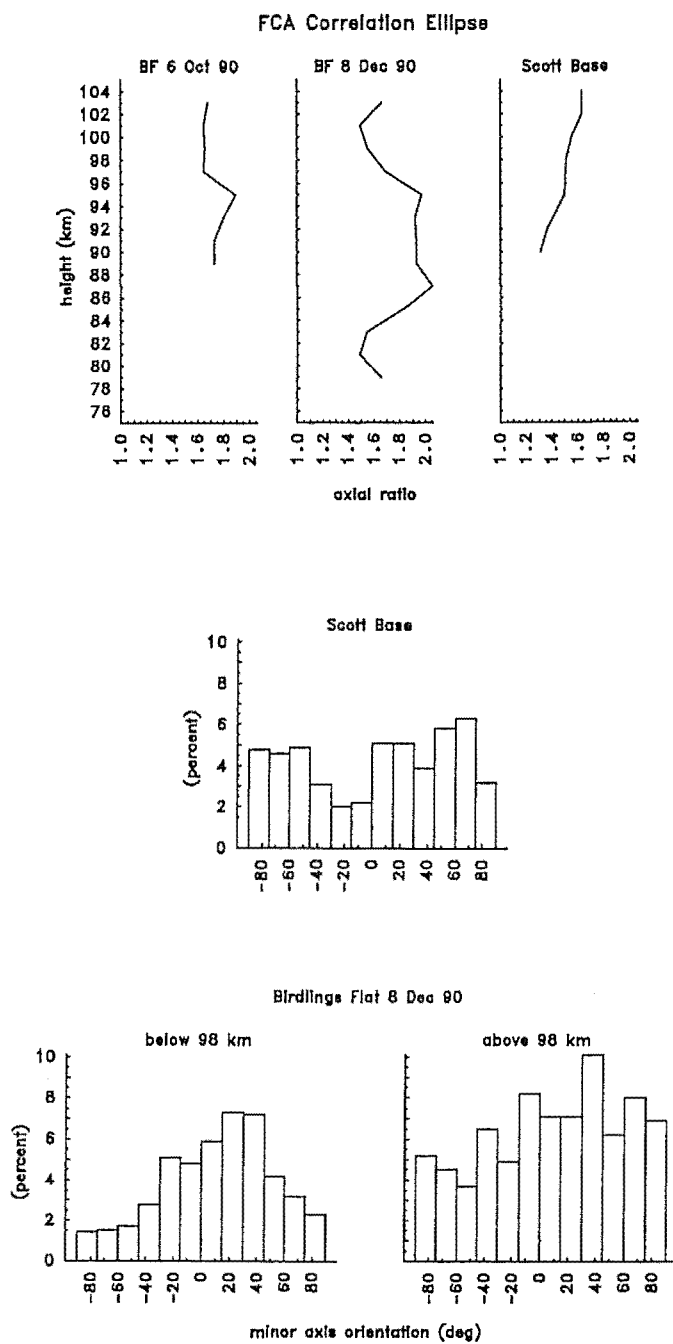 FCA Correlation Ellipse
BF 6 Oct 90
BF 8 Dec 90
Scott Base
height (km)
104
102
100
98
96
94
92
90
88
86
84
82
80
78
76
1.0 1.2 1.4 1.6 1.8 2.0
1.0 1.2 1.4 1.6 1.8 2.0
1.0 1.2 1.4 1.6 1.8 2.0
axial ratio
Scott Base
(percent)
10
8
6
4
2
0
-80 -60 -40 -20 0 20 40 60 80
Birdlings Flat 8 Dec 90
below 98 km
above 98 km
(percent)
10
8
6
4
2
0
-80 -60 -40 -20 0 20 40 60 80
-80 -60 -40 -20 0 20 40 60 80
minor axis orientation (deg)